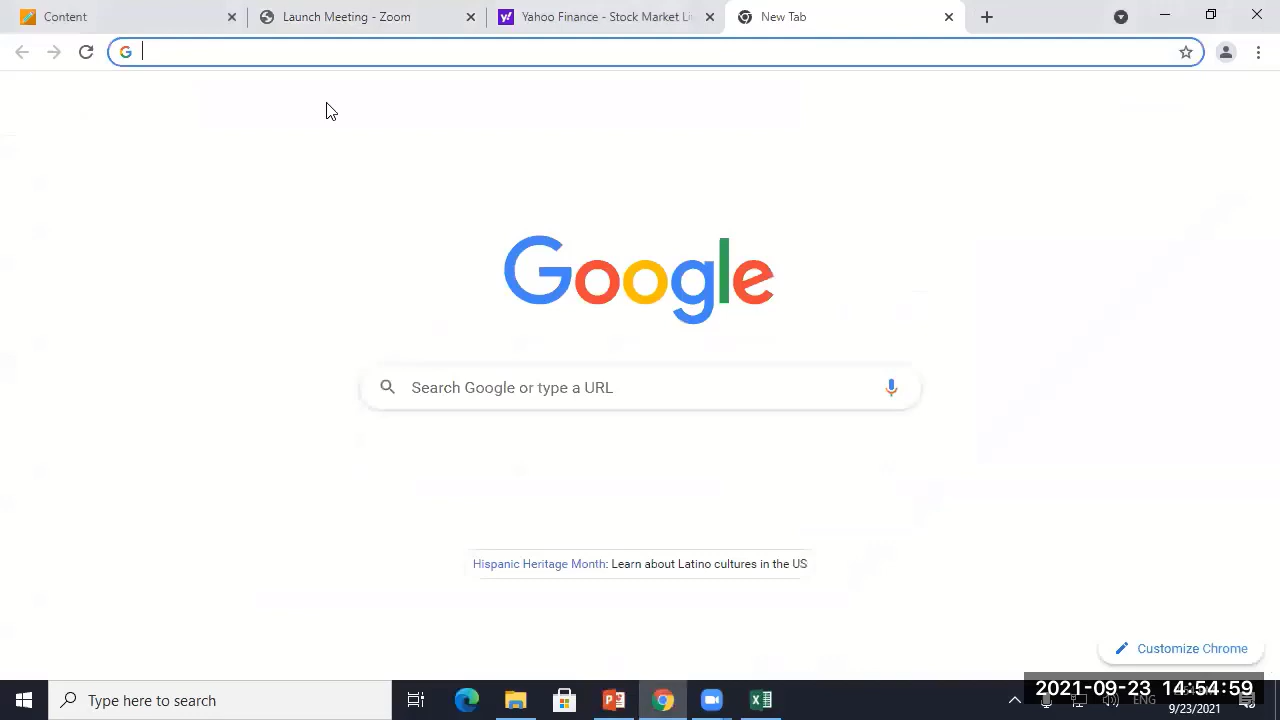 Content
Launch Meeting - Zoom
Yahoo Finance - Stock Market Li
New Tab
Google
Search Google or type a URL
Hispanic Heritage Month: Learn about Latino cultures in the US
Customize Chrome
Type here to search
2021-09-23 14:54:59
ENG
9/23/2021